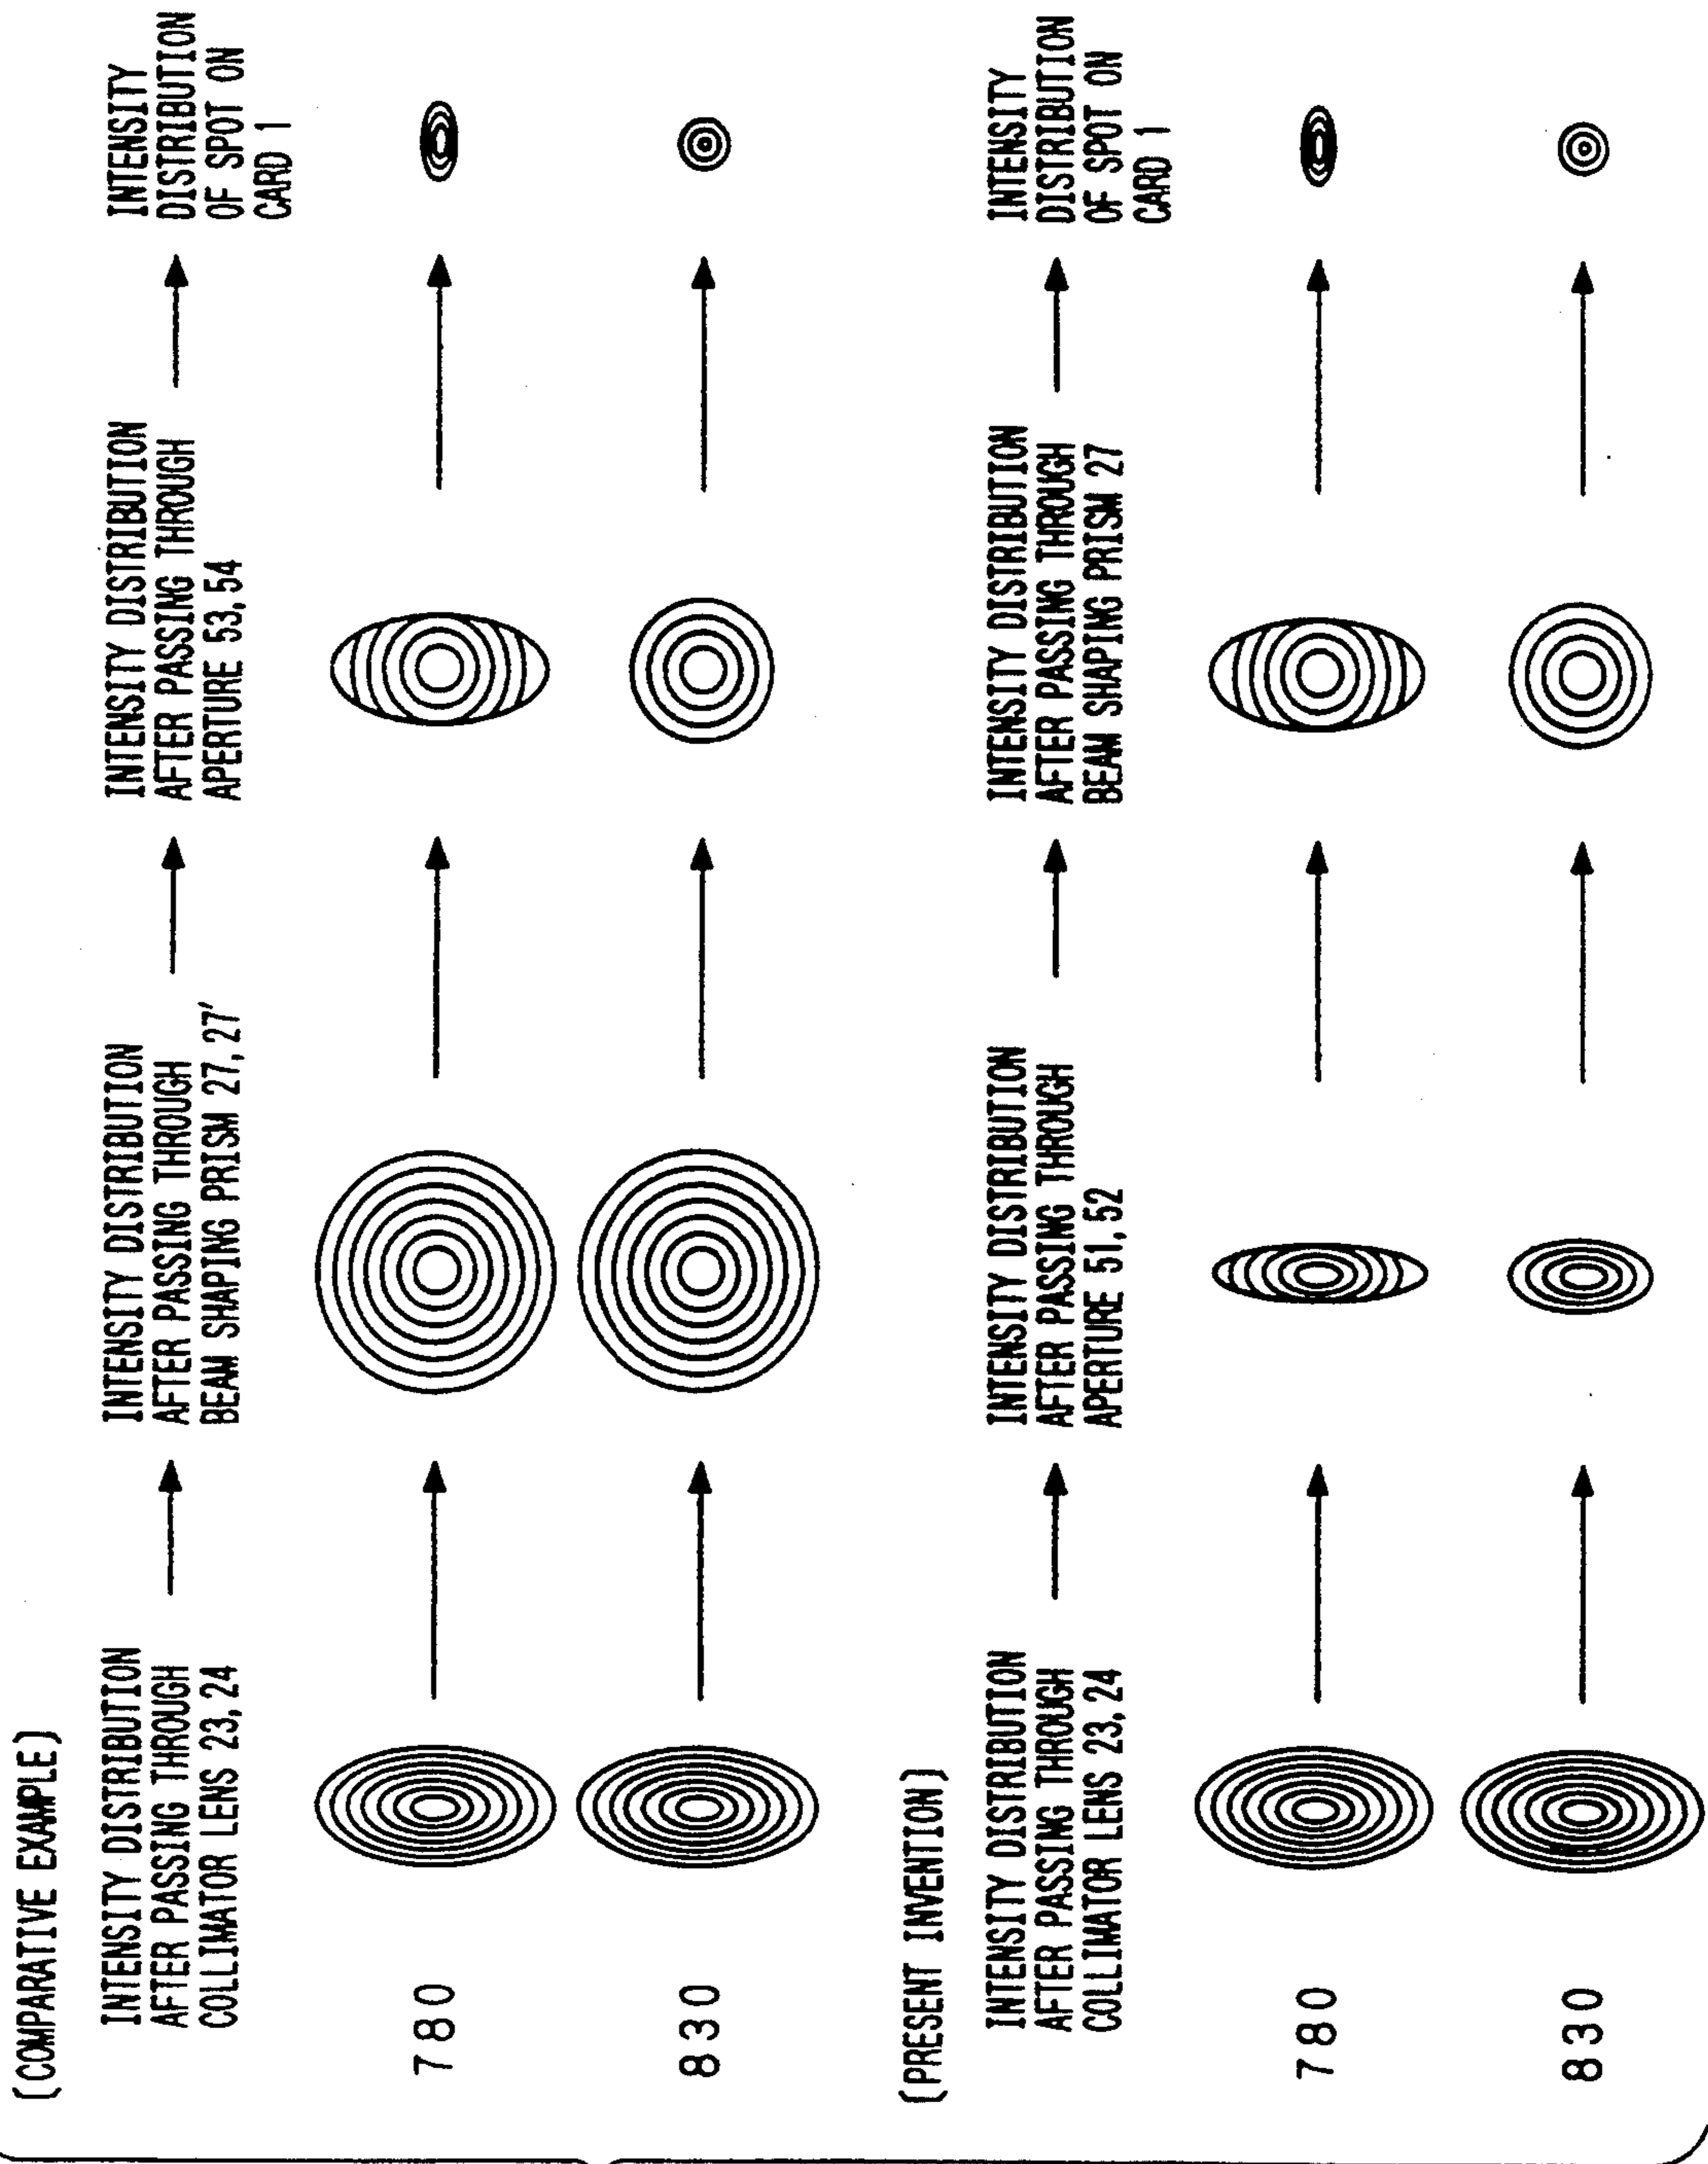 (COMPARATIVE EXAMPLE)
INTENSITY DISTRIBUTION
AFTER PASSING THROUGH
COLLIMATOR LENS 23,24
INTENSITY DISTRIBUTION
AFTER PASSING THROUGH
BEAM SHAPING PRISM 27,27'
INTENSITY DISTRIBUTION
AFTER PASSING THROUGH
APERTURE 53,54
INTENSITY
DISTRIBUTION
OF SPOT ON
CARD 1
780
830
(PRESENT INVENTION)
INTENSITY DISTRIBUTION
AFTER PASSING THROUGH
COLLIMATOR LENS 23,24
INTENSITY DISTRIBUTION
AFTER PASSING THROUGH
APERTURE 51,52
INTENSITY DISTRIBUTION
AFTER PASSING THROUGH
BEAM SHAPING PRISM 27
INTENSITY
DISTRIBUTION
OF SPOT ON
CARD 1
780
830